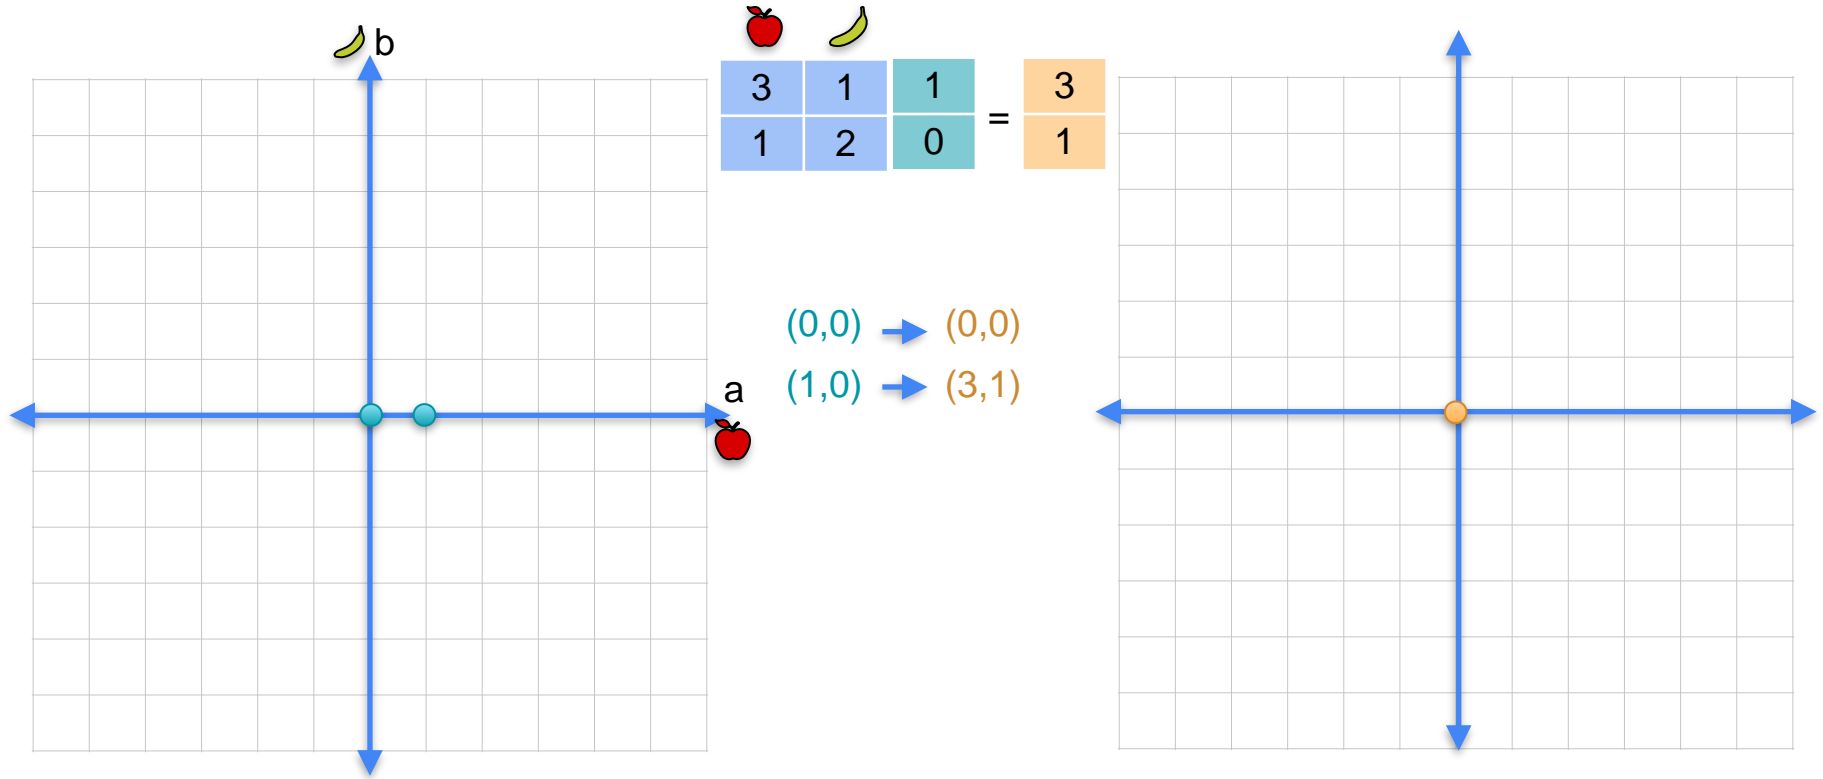 b
3 1 1 = 3
1 2 0 1
(0,0) (0,0)
(1,0) (3,1)
a